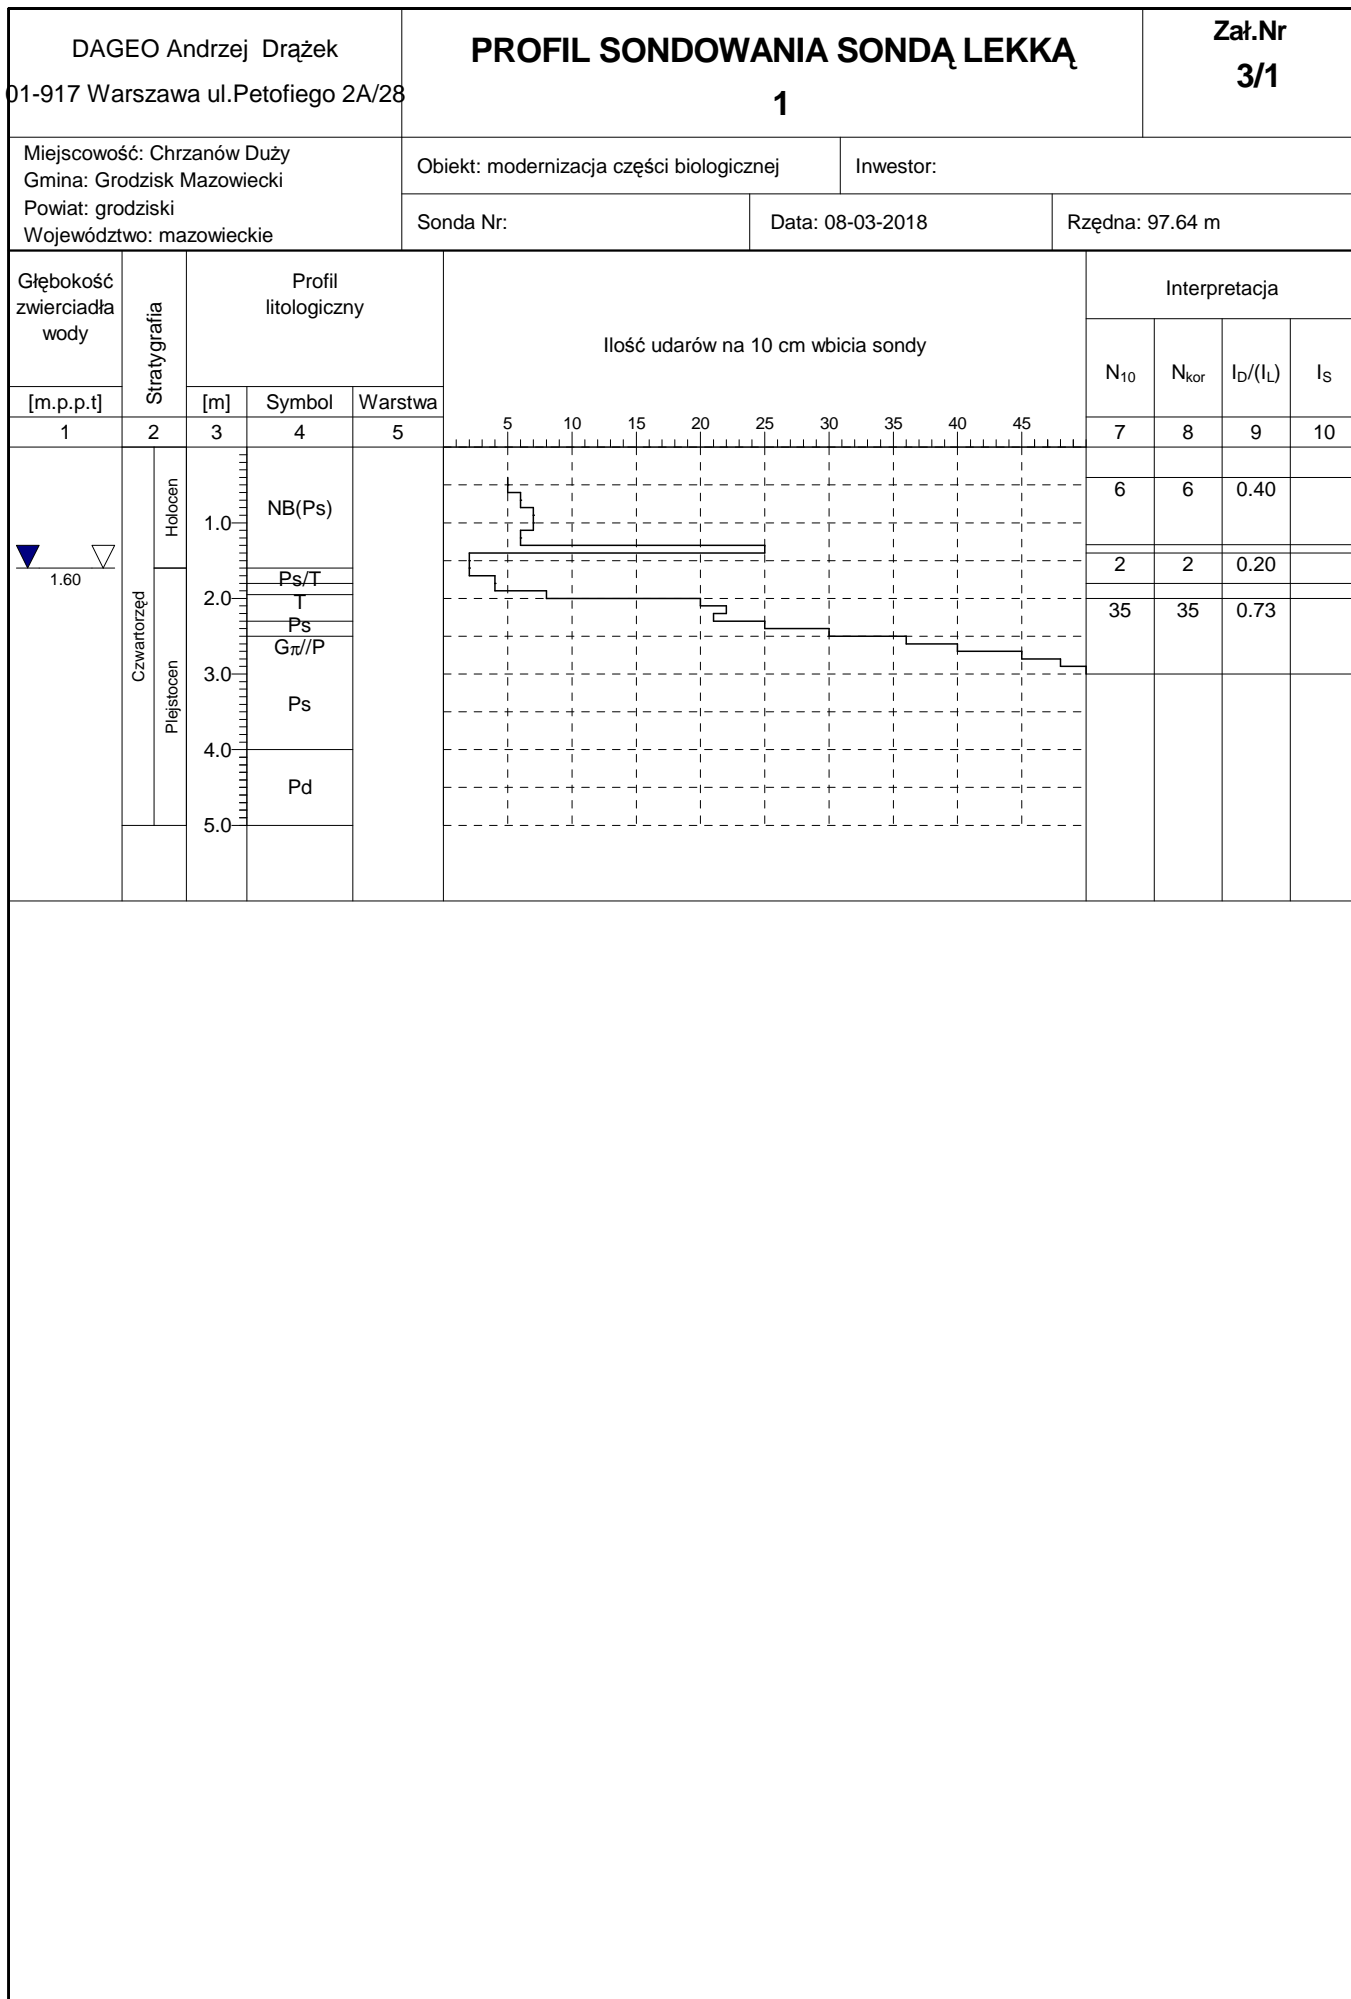 DAGEO Andrzej Drążek
01-917 Warszawa ul.Petofiego 2A/28
PROFIL SONDOWANIA SONDĄ LEKKĄ
1
Zał.Nr
3/1
Miejscowość: Chrzanów Duży
Gmina: Grodzisk Mazowiecki
Powiat: grodziski
Województwo: mazowieckie
Obiekt: modernizacja części biologicznej
Inwestor:
Sonda Nr:
Data: 08-03-2018
Rzędna: 97.64 m
Głębokość
zwierciadła
wody
[m.p.p.t]
Stratygrafia
Profil
litologiczny
[m] Symbol Warstwa
Ilość udarów na 10 cm wbicia sondy
Interpretacja
N10 Nkor ID/(IL) IS
1 2 3 4 5
5 10 15 20 25 30 35 40 45
7 8 9 10
1.60
Czwartorzęd
Holocen
Plejstocen
1.0
2.0
3.0
4.0
5.0
NB(Ps)
Ps/T
T
Ps
Gπ//P
Ps
Pd
6 6 0.40
2 2 0.20
35 35 0.73